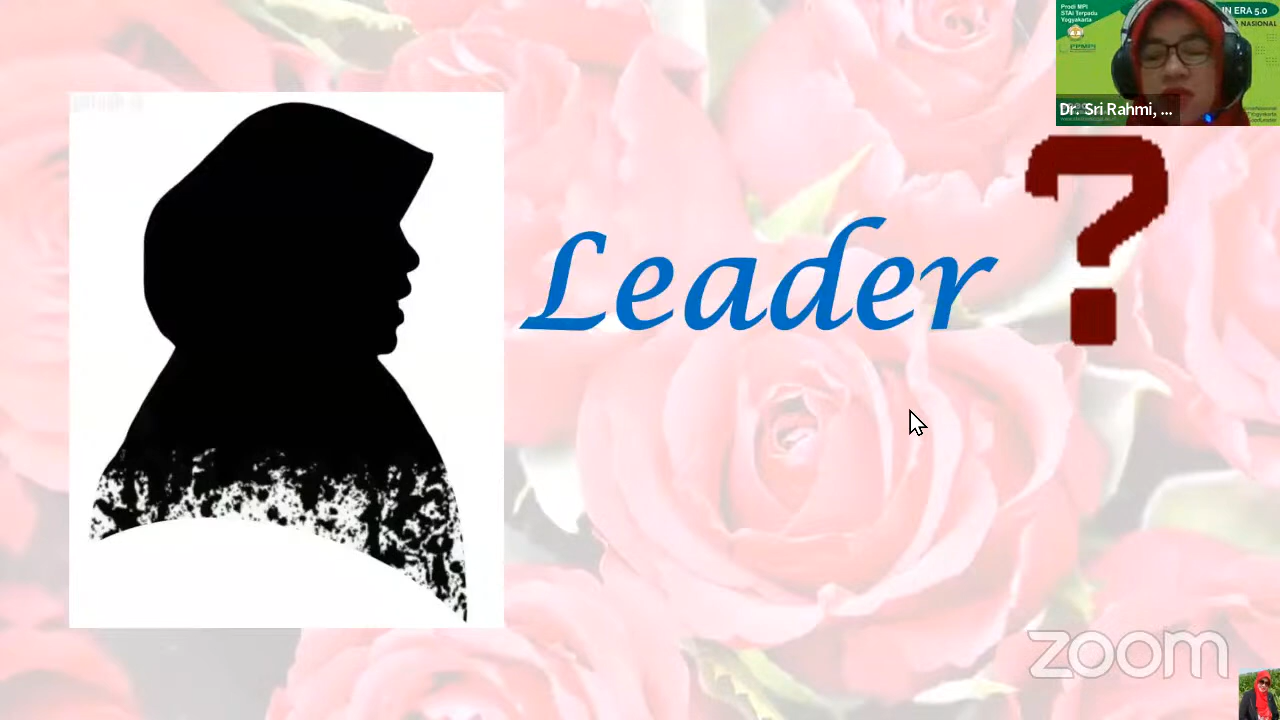 Prodi MPI
STAI Terpadu
Yogyakarta
IN ERA 5.0
NASIONAL
Dr. Sri Rahmi, ...
Leader ?
zoom